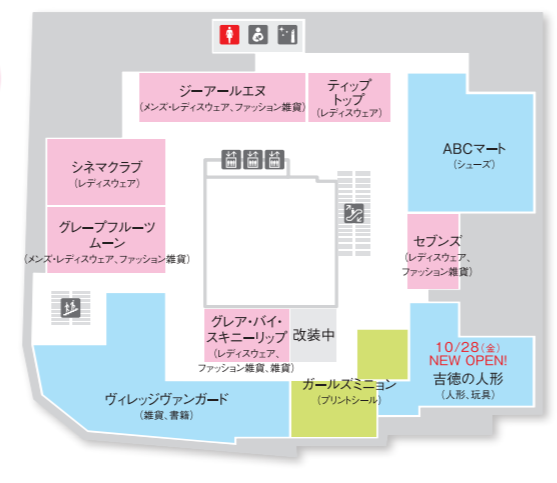 ジーアールエヌ
(メンズ・レディスウェア、ファッション雑貨)
ティップ
トップ
(レディスウェア)
ABCマート
(シューズ)
シネマクラブ
(レディスウェア)
グレープフルーツ
ムーン
(メンズ・レディスウェア、ファッション雑貨)
セブンズ
(レディスウェア、
ファッション雑貨)
グレア・バイ・
スキニーリップ
(レディスウェア、
ファッション雑貨、雑貨)
改装中
10/28(金)
NEW OPEN!
吉徳の人形
(人形、玩具)
ガールズミニョン
(プリントシール)
ヴィレッジヴァンガード
(雑貨、書籍)